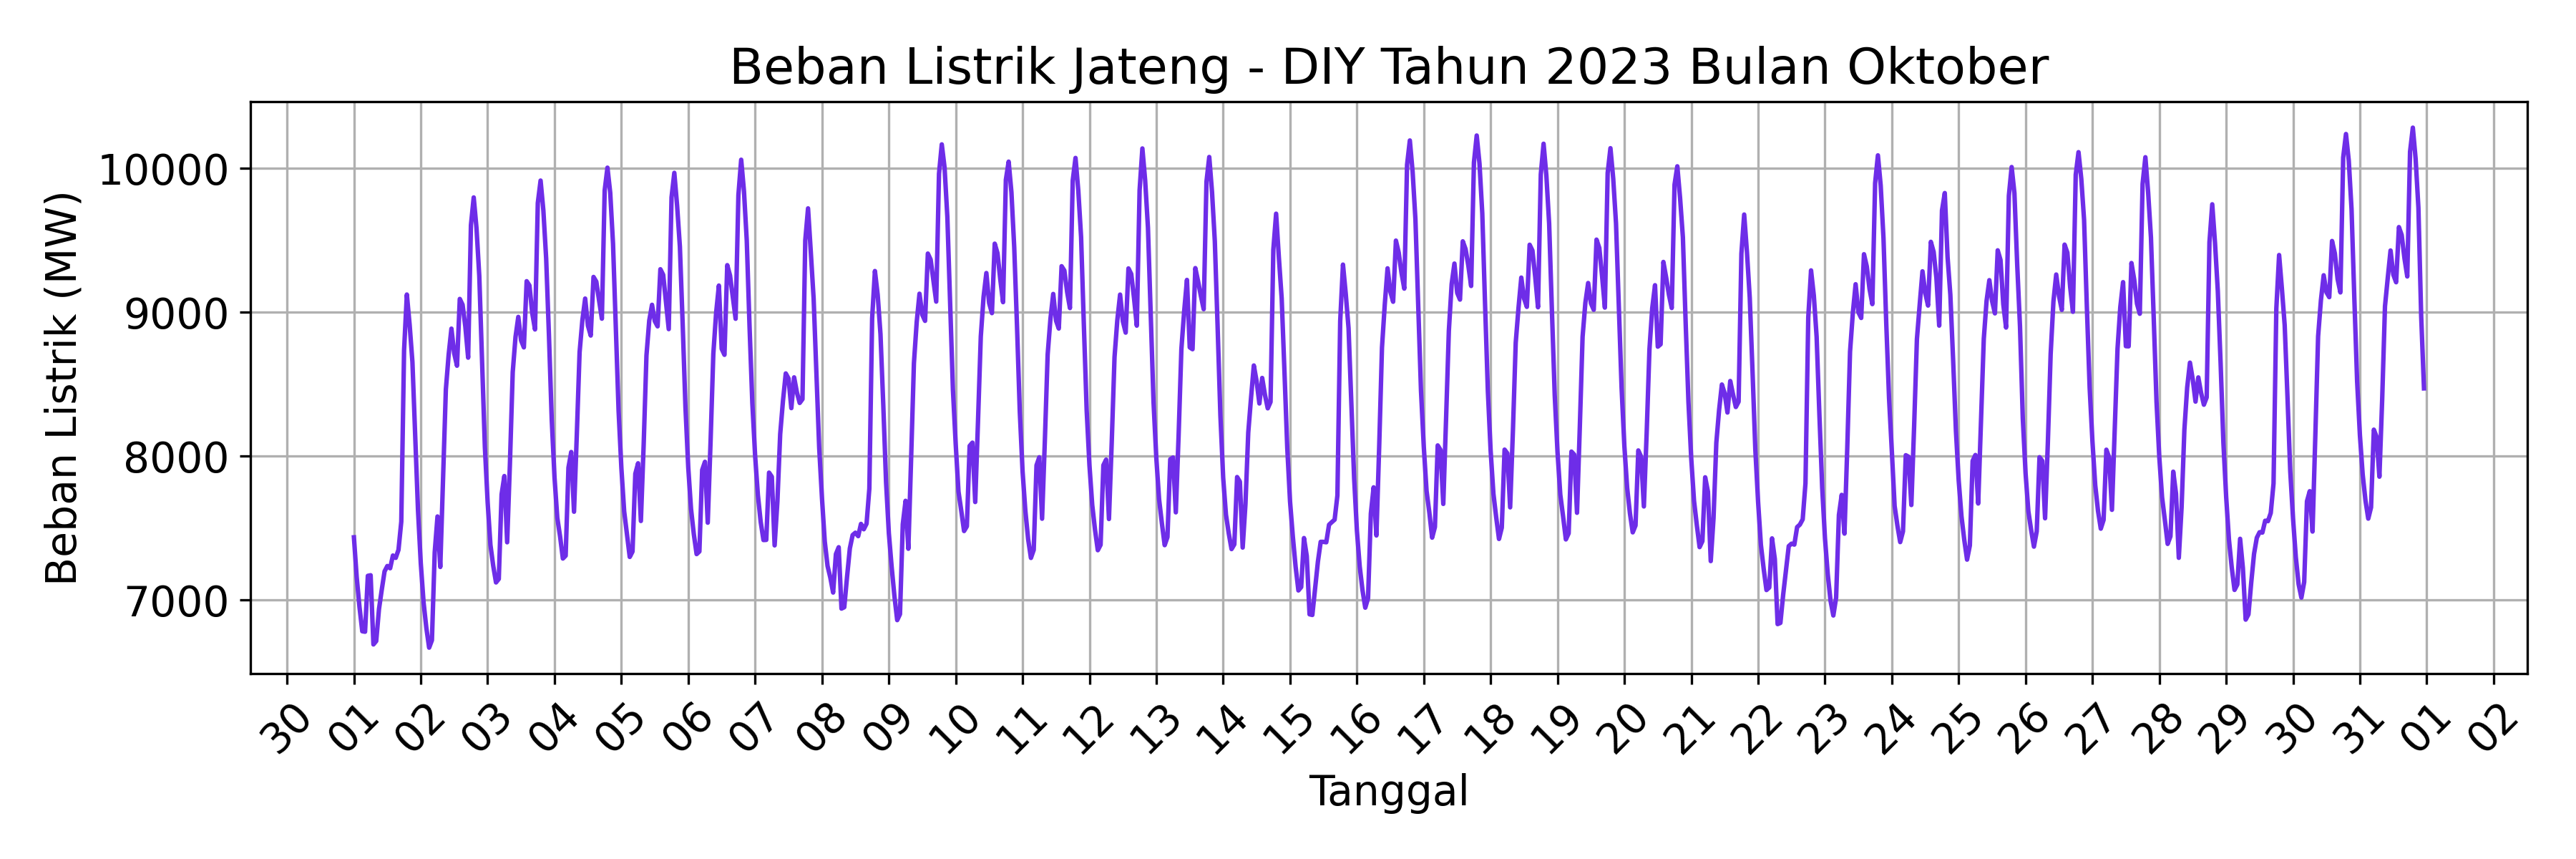 Beban Listrik Jateng - DIY Tahun 2023 Bulan Oktober
Beban Listrik (MW)
10000
9000
8000
7000
30 01 02 03 04 05 06 07 08 09 10 11 12 13 14 15 16 17 18 19 20 21 22 23 24 25 26 27 28 29 30 31 01 02
Tanggal